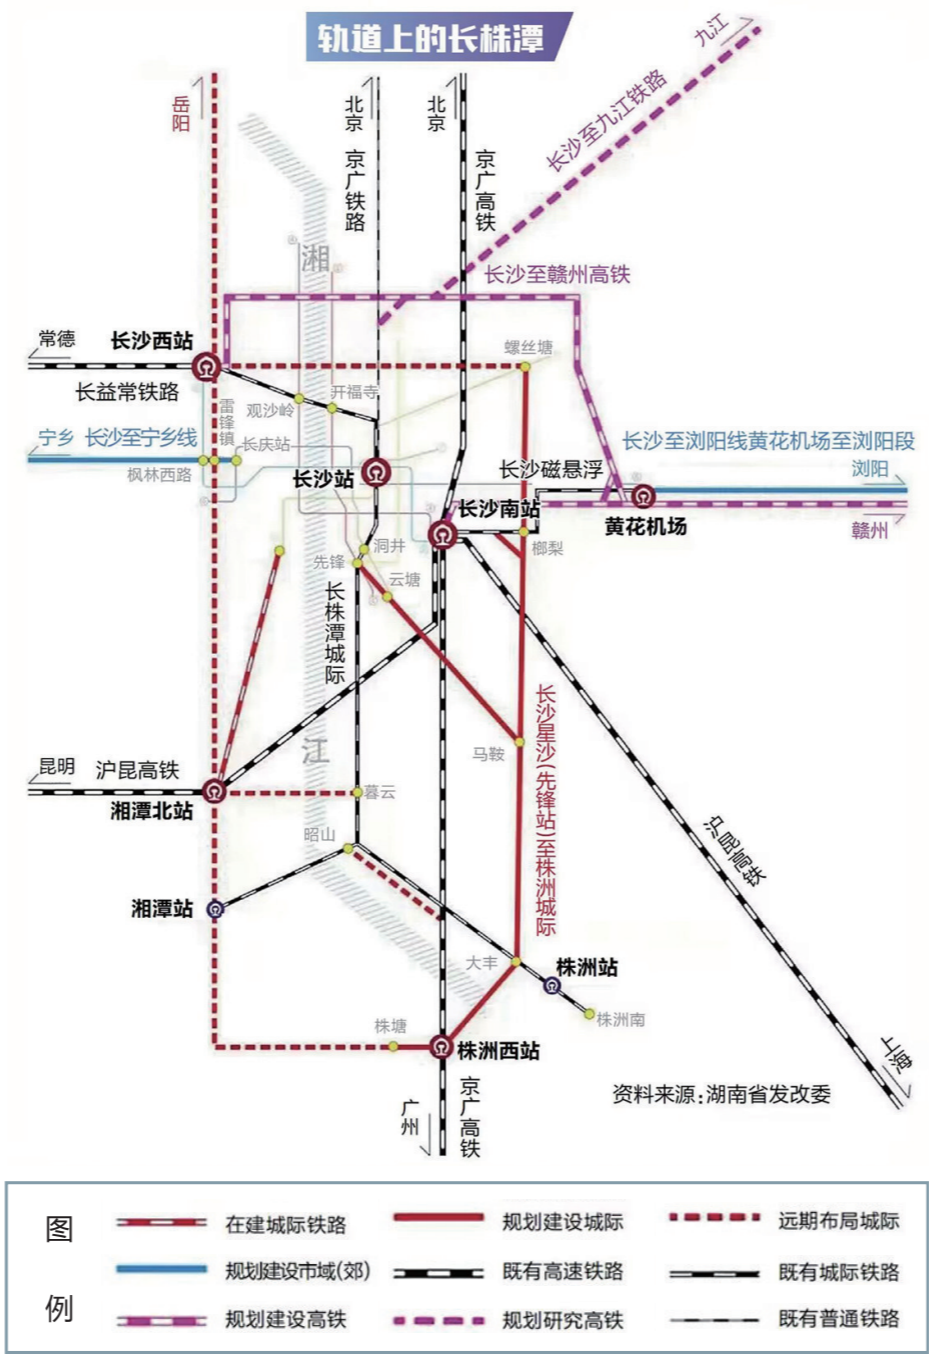 轨道上的长株潭
九江
岳阳
北京
北京
长沙至九江铁路
京广铁路
京广高铁
湘
长沙至赣州高铁
常德
长沙西站
螺丝塘
长益常铁路
雷锋镇
观沙岭
开福寺
宁乡
长沙至宁乡线
长庆站
长沙至浏阳线黄花机场至浏阳段
枫林西路
长沙站
长沙磁悬浮
浏阳
长沙南站
黄花机场
赣州
洞井
榔梨
先锋
云塘
长株潭城际
长沙星沙(先锋站)至株洲城际
江
马鞍
昆明
沪昆高铁
湘潭北站
暮云
昭山
沪昆高铁
湘潭站
大丰
株洲站
株塘
株洲南
株洲西站
上海
广州
京广高铁
资料来源:湖南省发改委
图例
在建城际铁路
规划建设城际
远期布局城际
规划建设市域(郊)
既有高速铁路
既有城际铁路
规划建设高铁
规划研究高铁
既有普通铁路